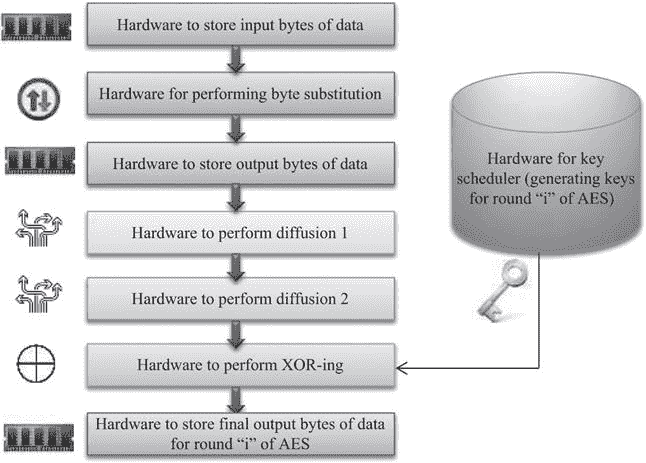 Hardware to store input bytes of data
Hardware for performing byte substitution
Hardware to store output bytes of data
Hardware to perform diffusion 1
Hardware to perform diffusion 2
Hardware to perform XOR-ing
Hardware to store final output bytes of data
for round “i” of AES
Hardware for key
scheduler (generating keys
for round “i” of AES)